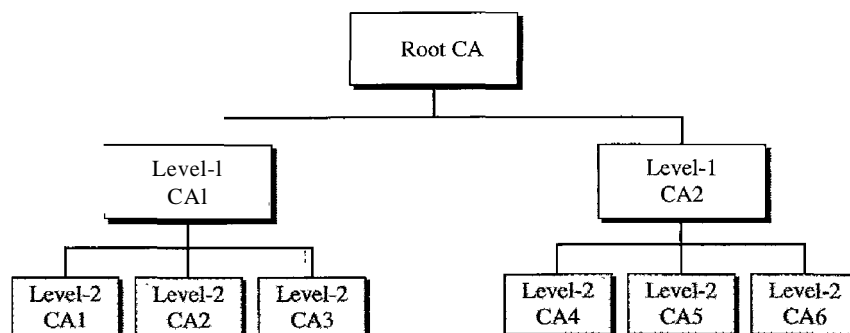 Root CA
Level-1
CA1
Level-1
CA2
Level-2
CA1
Level-2
CA2
Level-2
CA3
Level-2
CA4
Level-2
CA5
Level-2
CA6